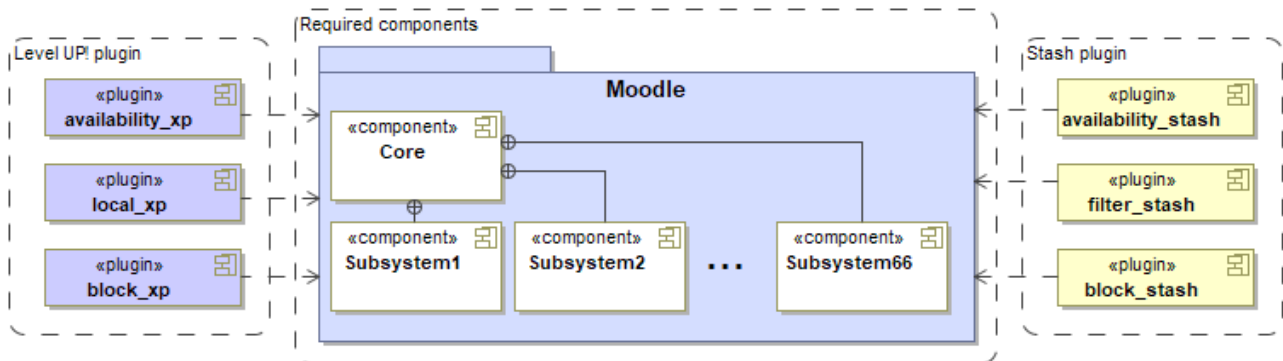 Level UP! plugin
«plugin»
availability_xp
«plugin»
local_xp
«plugin»
block_xp
Required components
Moodle
«component»
Core
«component»
Subsystem1
«component»
Subsystem2
...
«component»
Subsystem66
Stash plugin
«plugin»
availability_stash
«plugin»
filter_stash
«plugin»
block_stash